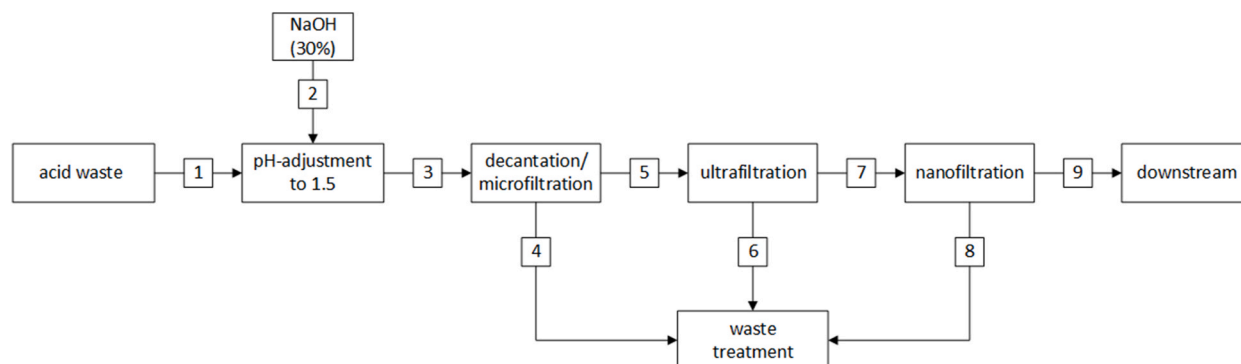 NaOH
(30%)
2
acid waste
1
pH-adjustment
to 1.5
3
decantation/
microfiltration
5
ultrafiltration
7
nanofiltration
9
downstream
4
6
8
waste
treatment